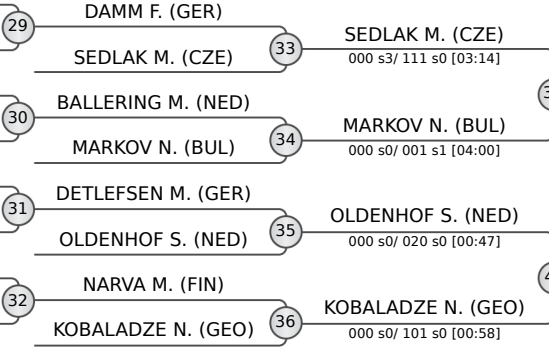 DAMM F. (GER)
29
SEDLAK M. (CZE)
33
SEDLAK M. (CZE)
000 s3/ 111 s0 [03:14]
BALLERING M. (NED)
30
MARKOV N. (BUL)
34
MARKOV N. (BUL)
000 s0/ 001 s1 [04:00]
DETLEFSEN M. (GER)
31
OLDENHOF S. (NED)
35
OLDENHOF S. (NED)
000 s0/ 020 s0 [00:47]
NARVA M. (FIN)
32
KOBALADZE N. (GEO)
36
KOBALADZE N. (GEO)
000 s0/ 101 s0 [00:58]